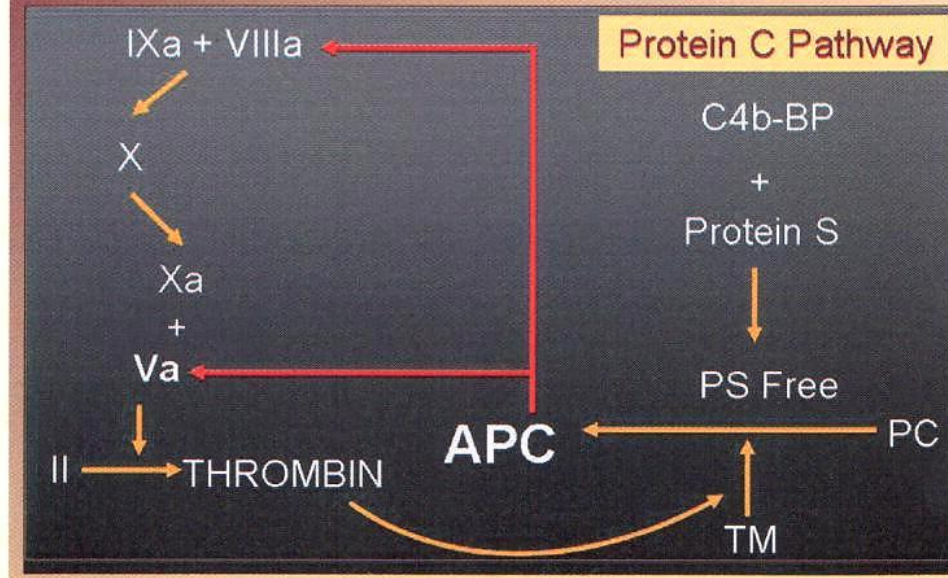 Protein C Pathway
IXa + VIIIa
X
Xa
+
Va
II
THROMBIN
APC
C4b-BP
+
Protein S
PS Free
PC
TM